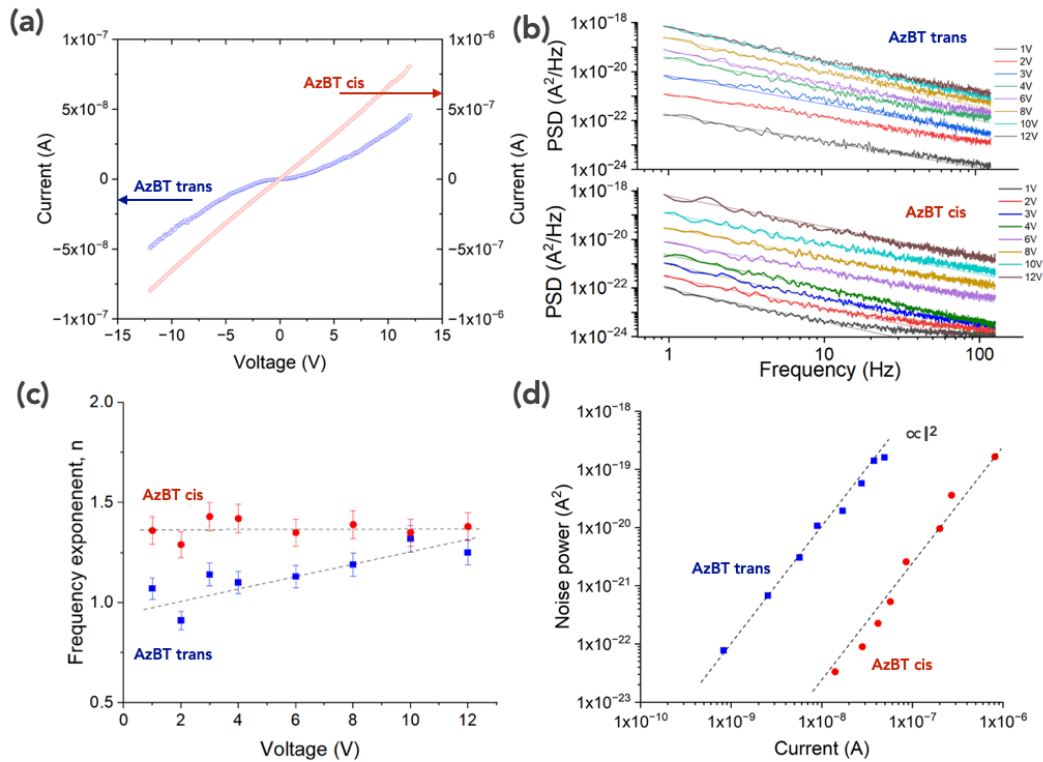 (a)
1x10⁻⁷
5x10⁻⁸
0
-5x10⁻⁸
-1x10⁻⁷
Current (A)
1x10⁻⁶
5x10⁻⁷
0
-5x10⁻⁷
-1x10⁻⁶
Current (A)
AzBT cis
AzBT trans
-15 -10 -5 0 5 10 15
Voltage (V)
(b)
1x10⁻¹⁸
1x10⁻²⁰
1x10⁻²²
1x10⁻²⁴
PSD (A²/Hz)
AzBT trans
1V
2V
3V
4V
6V
8V
10V
12V
1x10⁻¹⁸
1x10⁻²⁰
1x10⁻²²
1x10⁻²⁴
PSD (A²/Hz)
AzBT cis
1V
2V
3V
4V
6V
8V
10V
12V
1 10 100
Frequency (Hz)
(c)
2.0
1.5
1.0
0.5
Frequency exponenent, n
AzBT cis
AzBT trans
0 2 4 6 8 10 12
Voltage (V)
(d)
1x10⁻¹⁸
1x10⁻¹⁹
1x10⁻²⁰
1x10⁻²¹
1x10⁻²²
1x10⁻²³
Noise power (A²)
∝I²
AzBT trans
AzBT cis
1x10⁻¹⁰ 1x10⁻⁹ 1x10⁻⁸ 1x10⁻⁷ 1x10⁻⁶
Current (A)